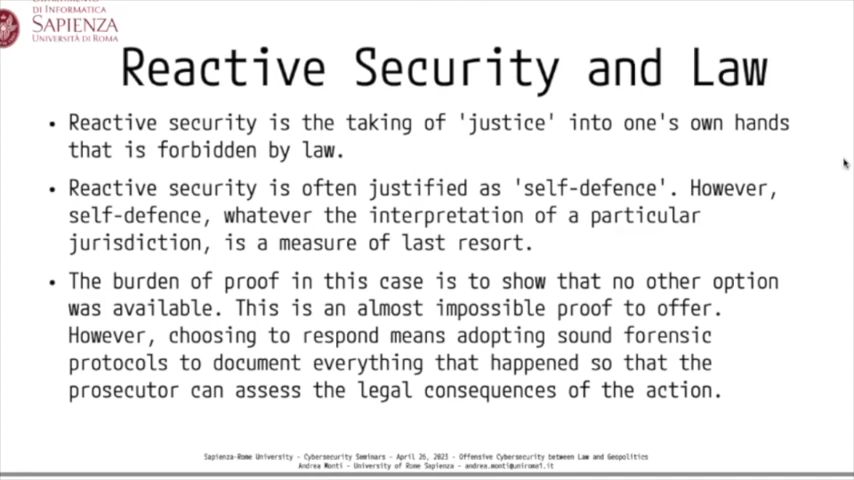 DI INFORMATICA
SAPIENZA
UNIVERSITÀ DI ROMA
Reactive Security and Law
• Reactive security is the taking of 'justice' into one's own hands
that is forbidden by law.
• Reactive security is often justified as 'self-defence'. However,
self-defence, whatever the interpretation of a particular
jurisdiction, is a measure of last resort.
• The burden of proof in this case is to show that no other option
was available. This is an almost impossible proof to offer.
However, choosing to respond means adopting sound forensic
protocols to document everything that happened so that the
prosecutor can assess the legal consequences of the action.
Sapienza-Rome University - Cybersecurity Seminars - April 26, 2023 - Offensive Cybersecurity between Law and Geopolitics
Andrea Monti - University of Rome Sapienza - andrea.monti@uniroma1.it